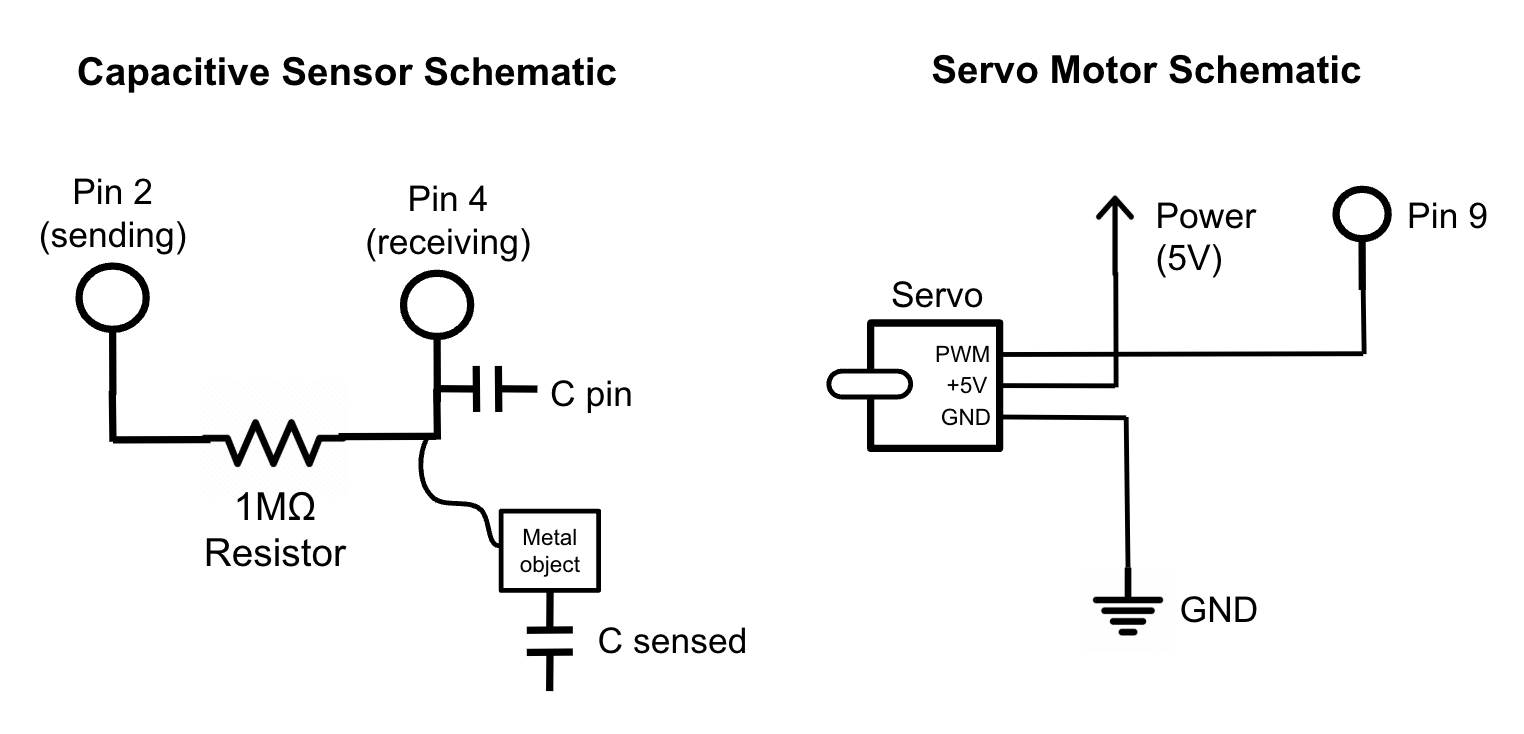 Capacitive Sensor Schematic
Pin 2
(sending)
Pin 4
(receiving)
C pin
1MΩ
Resistor
Metal
object
C sensed
Servo Motor Schematic
Power
(5V)
Pin 9
Servo
PWM
+5V
GND
GND